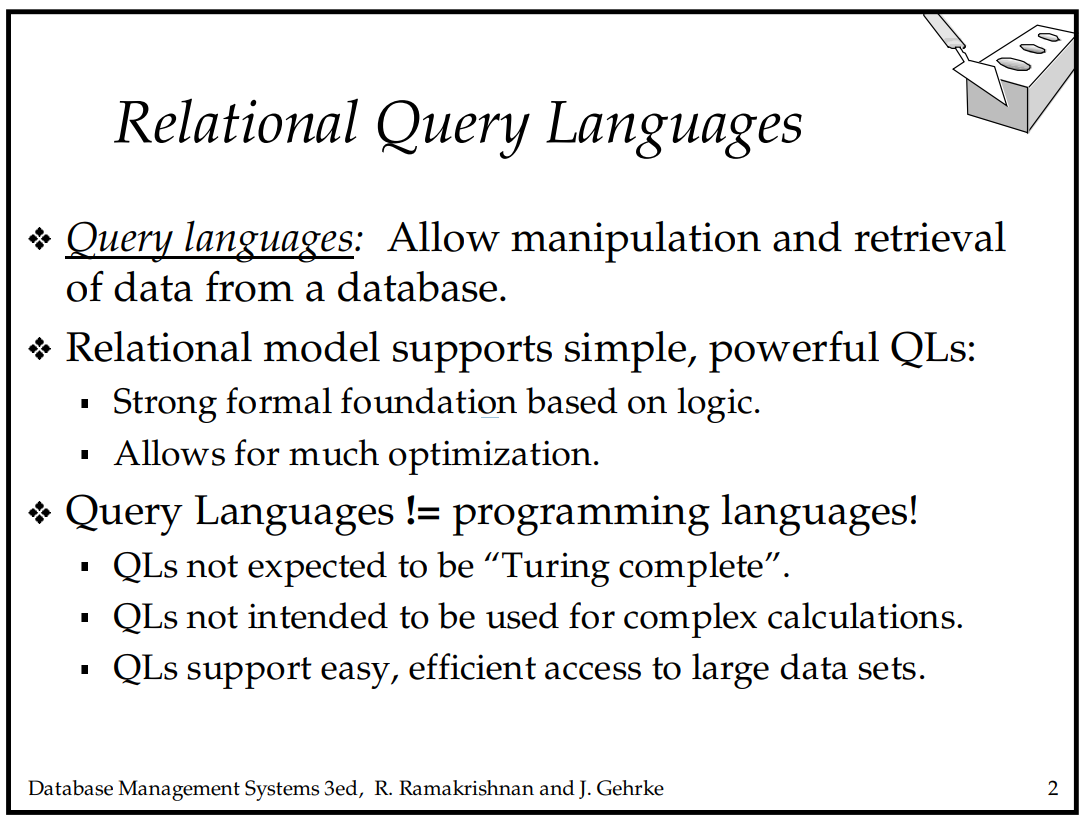 Relational Query Languages
❖ Query languages: Allow manipulation and retrieval
of data from a database.
❖ Relational model supports simple, powerful QLs:
▪ Strong formal foundation based on logic.
▪ Allows for much optimization.
❖ Query Languages != programming languages!
▪ QLs not expected to be “Turing complete”.
▪ QLs not intended to be used for complex calculations.
▪ QLs support easy, efficient access to large data sets.
Database Management Systems 3ed, R. Ramakrishnan and J. Gehrke 2